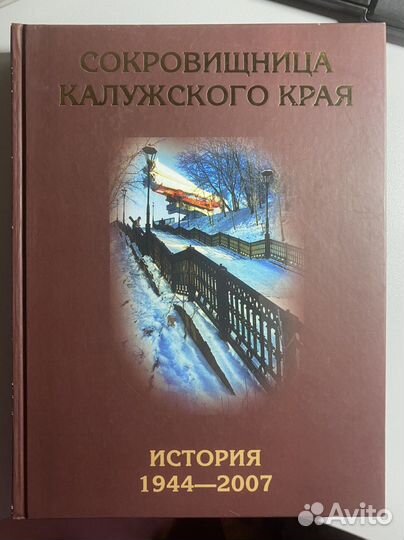 СОКРОВИЩНИЦА
КАЛУЖСКОГО КРАЯ
ИСТОРИЯ
1944—2007
Avito